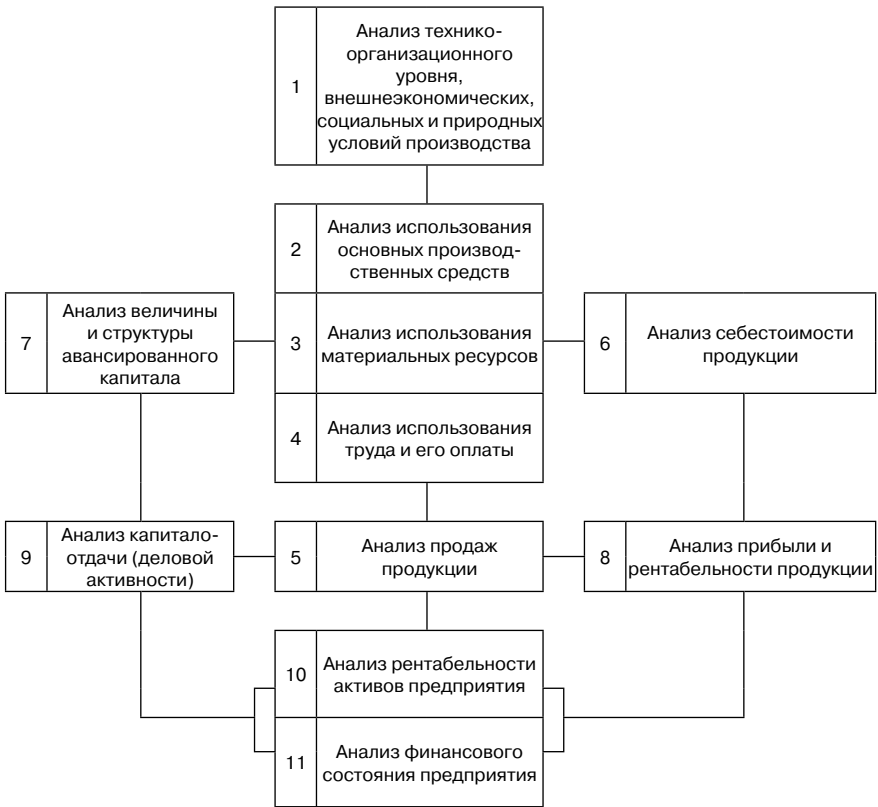 1
Анализ технико-
организационного
уровня,
внешнеэкономических,
социальных и природных
условий производства
2
Анализ использования
основных производ-
ственных средств
7
Анализ величины
и структуры
авансированного
капитала
3
Анализ использования
материальных ресурсов
6
Анализ себестоимости
продукции
4
Анализ использования
труда и его оплаты
9
Анализ капитало-
отдачи (деловой
активности)
5
Анализ продаж
продукции
8
Анализ прибыли и
рентабельности продукции
10
Анализ рентабельности
активов предприятия
11
Анализ финансового
состояния предприятия